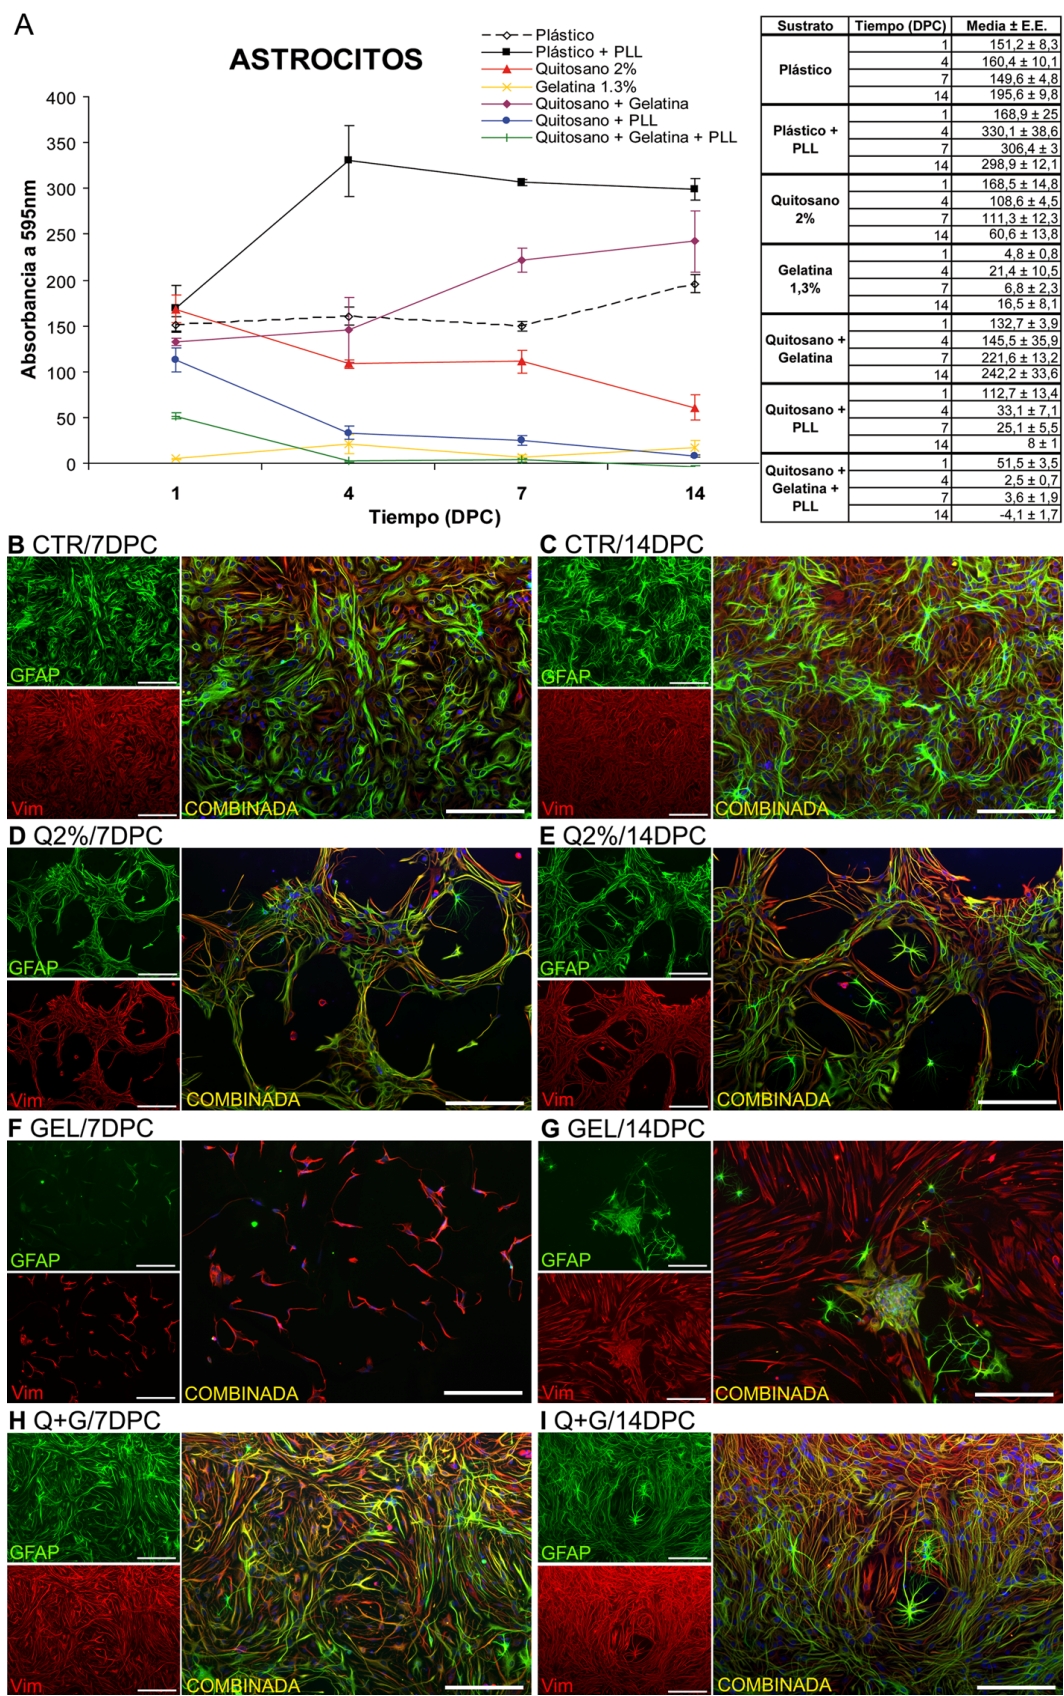 A
ASTROCITOS
Plástico
Plástico + PLL
Quitosano 2%
Gelatina 1.3%
Quitosano + Gelatina
Quitosano + PLL
Quitosano + Gelatina + PLL
Absorbancia a 595nm
400
350
300
250
200
150
100
50
0
1 4 7 14
Tiempo (DPC)
Sustrato Tiempo (DPC) Media ± E.E.
Plástico
1 151,2 ± 8,3
4 160,4 ± 10,1
7 149,6 ± 4,8
14 195,6 ± 9,8
Plástico +
PLL
1 168,9 ± 25
4 330,1 ± 38,6
7 306,4 ± 3
14 298,9 ± 12,1
Quitosano
2%
1 168,5 ± 14,8
4 108,6 ± 4,5
7 111,3 ± 12,3
14 60,6 ± 13,8
Gelatina
1,3%
1 4,8 ± 0,8
4 21,4 ± 10,5
7 6,8 ± 2,3
14 16,5 ± 8,1
Quitosano +
Gelatina
1 132,7 ± 3,9
4 145,5 ± 35,9
7 221,6 ± 13,2
14 242,2 ± 33,6
Quitosano +
PLL
1 112,7 ± 13,4
4 33,1 ± 7,1
7 25,1 ± 5,5
14 8 ± 1
Quitosano +
Gelatina +
PLL
1 51,5 ± 3,5
4 2,5 ± 0,7
7 3,6 ± 1,9
14 -4,1 ± 1,7
B CTR/7DPC
GFAP
Vim
COMBINADA
C CTR/14DPC
GFAP
Vim
COMBINADA
D Q2%/7DPC
GFAP
Vim
COMBINADA
E Q2%/14DPC
GFAP
Vim
COMBINADA
F GEL/7DPC
GFAP
Vim
COMBINADA
G GEL/14DPC
GFAP
Vim
COMBINADA
H Q+G/7DPC
GFAP
Vim
COMBINADA
I Q+G/14DPC
GFAP
Vim
COMBINADA